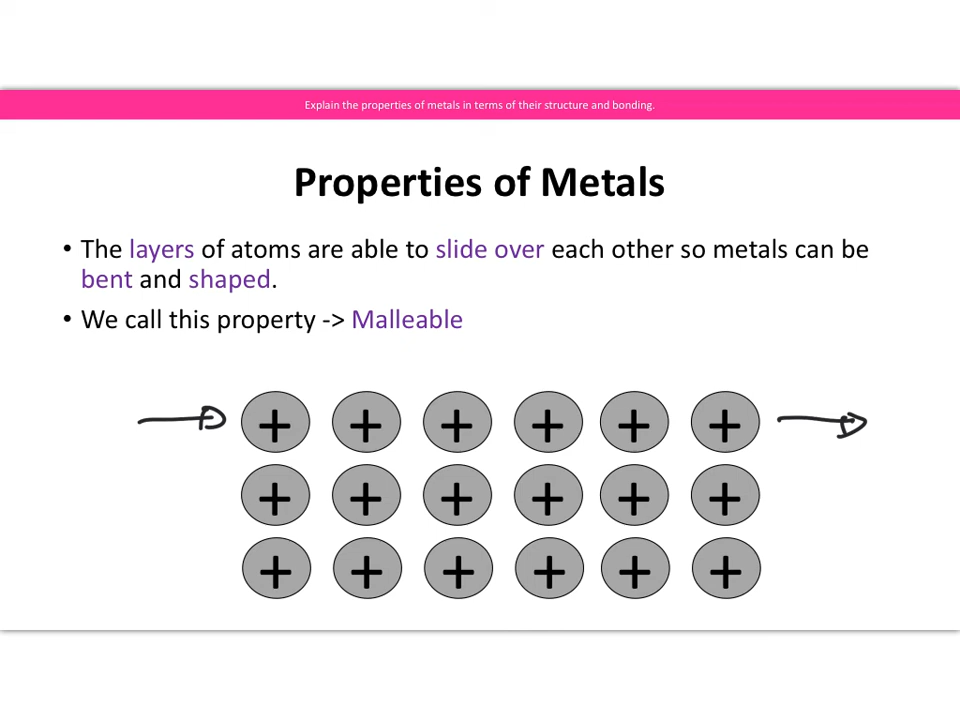 Explain the properties of metals in terms of their structure and bonding.
Properties of Metals
• The layers of atoms are able to slide over each other so metals can be
bent and shaped.
• We call this property -> Malleable
+ + + + + +
+ + + + + +
+ + + + + +